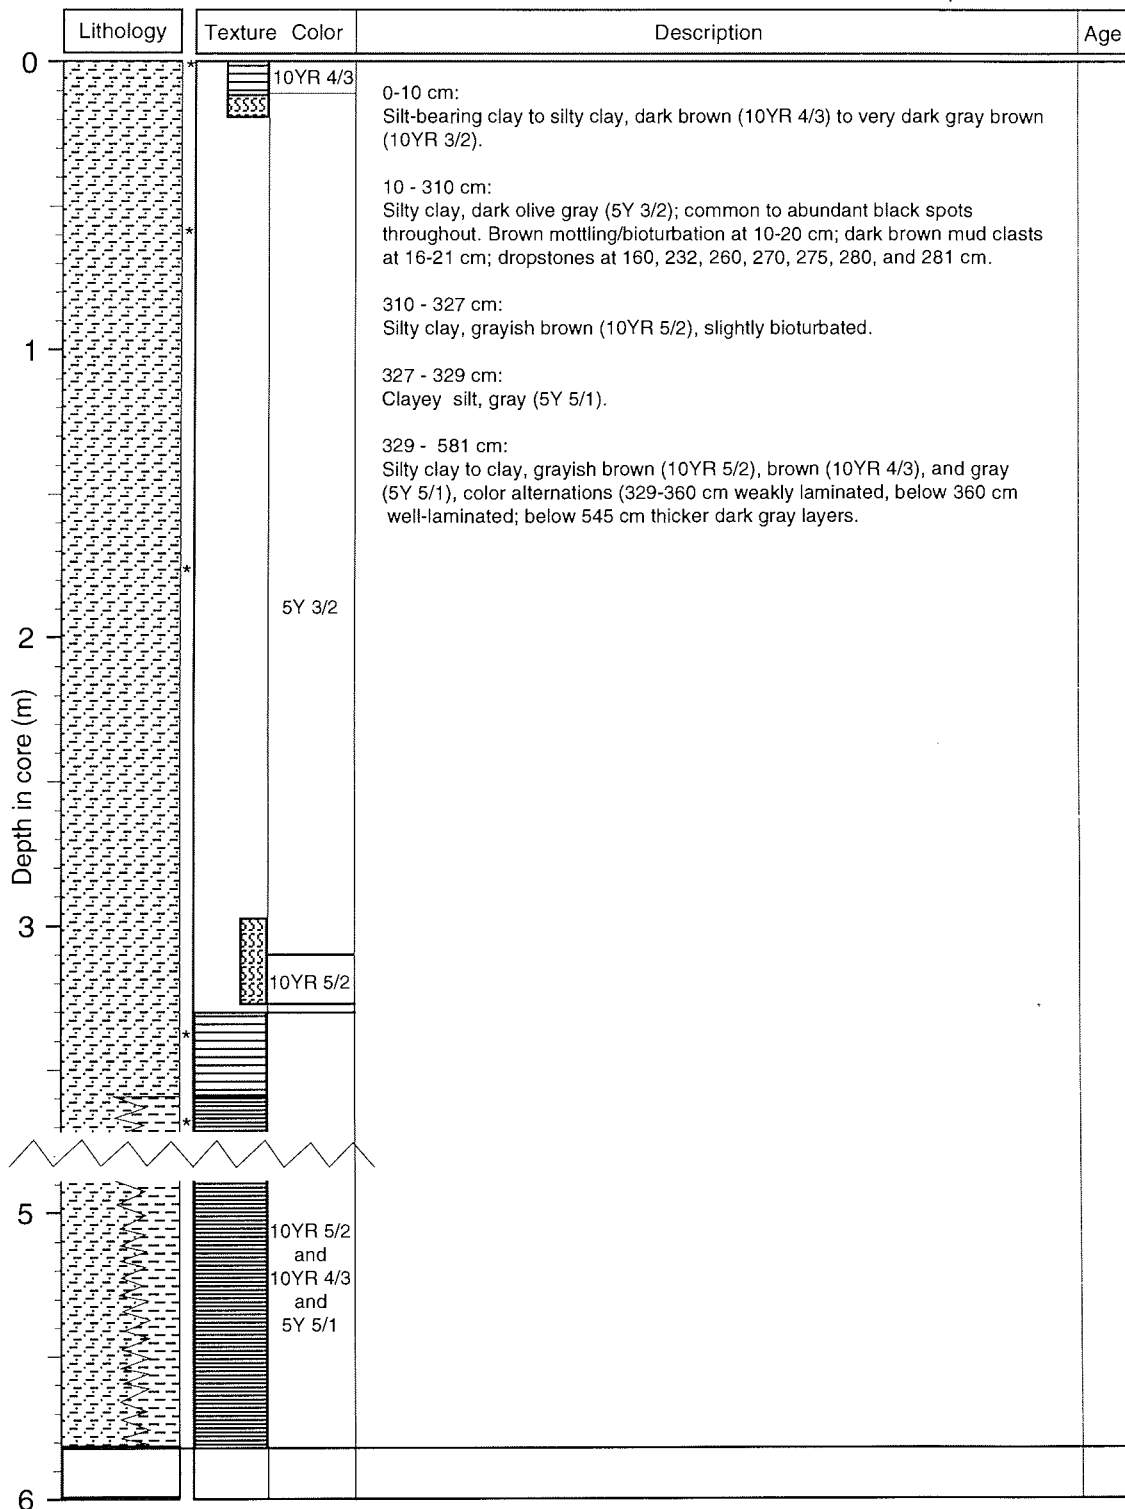 Lithology
Texture Color
Description
Age
0
10YR 4/3
0-10 cm:
Silt-bearing clay to silty clay, dark brown (10YR 4/3) to very dark gray brown
(10YR 3/2).
10 - 310 cm:
Silty clay, dark olive gray (5Y 3/2); common to abundant black spots
throughout. Brown mottling/bioturbation at 10-20 cm; dark brown mud clasts
at 16-21 cm; dropstones at 160, 232, 260, 270, 275, 280, and 281 cm.
310 - 327 cm:
Silty clay, grayish brown (10YR 5/2), slightly bioturbated.
1
327 - 329 cm:
Clayey silt, gray (5Y 5/1).
329 - 581 cm:
Silty clay to clay, grayish brown (10YR 5/2), brown (10YR 4/3), and gray
(5Y 5/1), color alternations (329-360 cm weakly laminated, below 360 cm
well-laminated; below 545 cm thicker dark gray layers.
5Y 3/2
2
Depth in core (m)
3
10YR 5/2
5
10YR 5/2
and
10YR 4/3
and
5Y 5/1
6